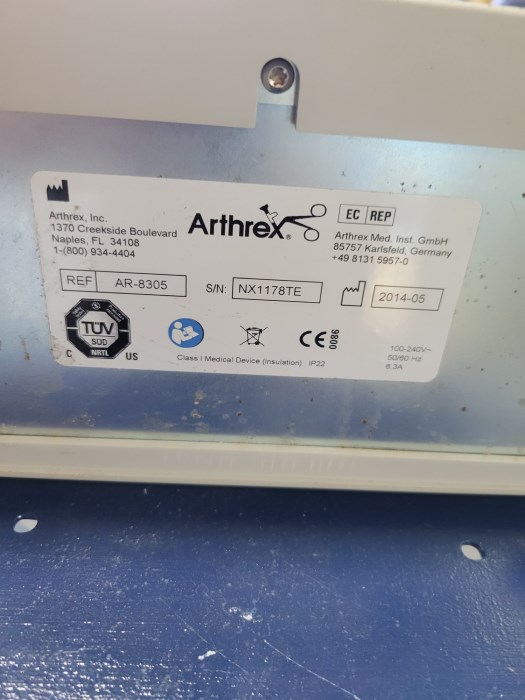 Arthrex, Inc.
1370 Creekside Boulevard
Naples, FL 34108
1-(800) 934-4404
Arthrex®
EC REP
Arthrex Med. Inst. GmbH
85757 Karlsfeld, Germany
+49 8131 5957-0
REF AR-8305
S/N: NX1178TE
2014-05
TÜV
SÜD
NRTL
C US
CE 0086
Class I Medical Device (Insulation) IP22
100-240V~
50/60 Hz
6.3A